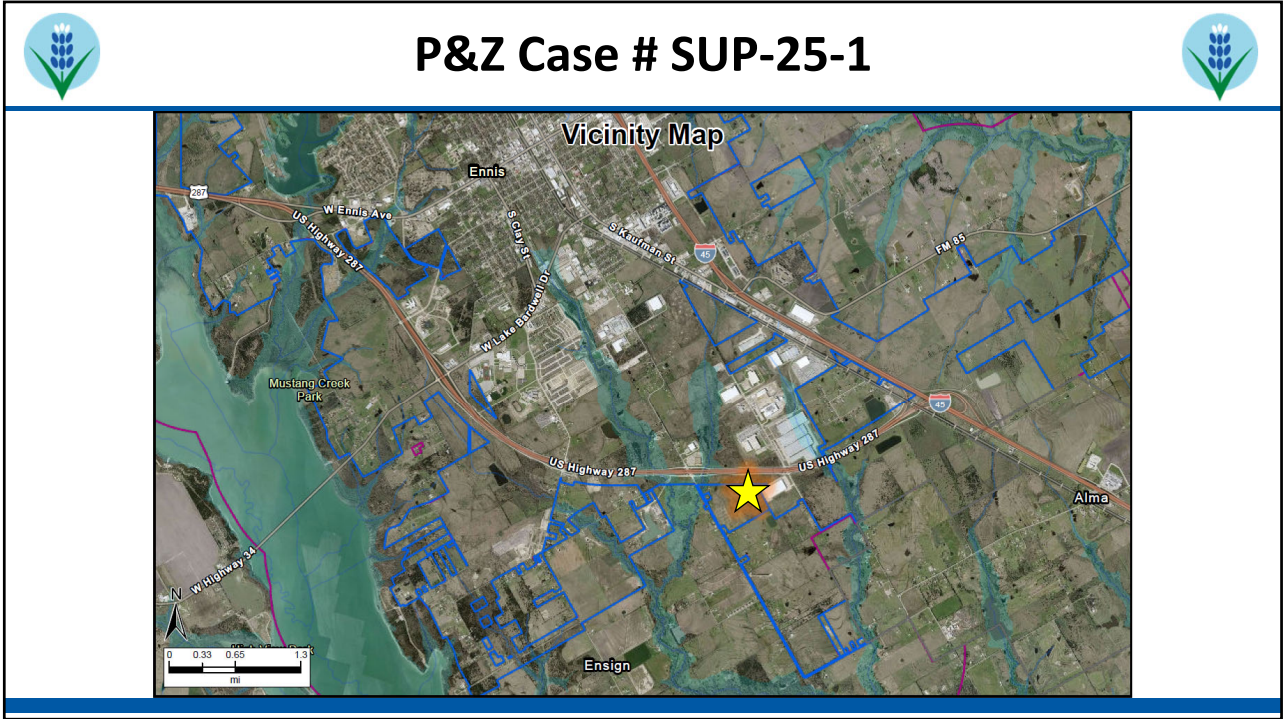 P&Z Case # SUP-25-1
Vicinity Map
Ennis
287
W Ennis Ave
US Highway 287
S Clay St
S Kaufman St
45
FM 85
W Lake Bardwell Dr
Mustang Creek
Park
45
US Highway 287
US Highway 287
Alma
W Highway 34
N
Ensign
0 0.33 0.65 1.3
mi